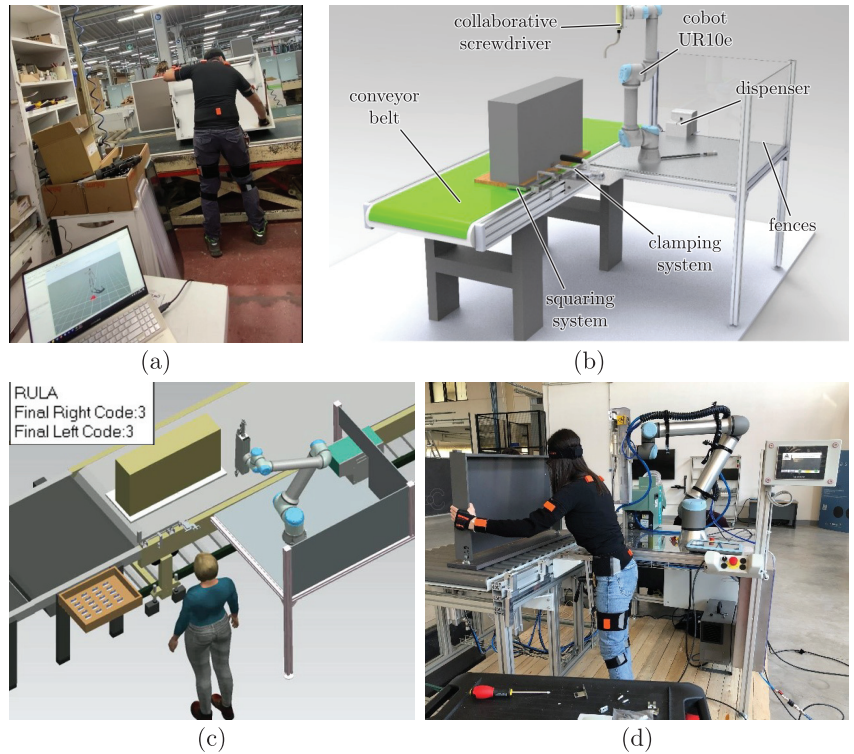 collaborative
screwdriver
cobot
UR10e
dispenser
conveyor
belt
fences
clamping
system
squaring
system
(a)
(b)
RULA
Final Right Code:3
Final Left Code:3
(c)
(d)